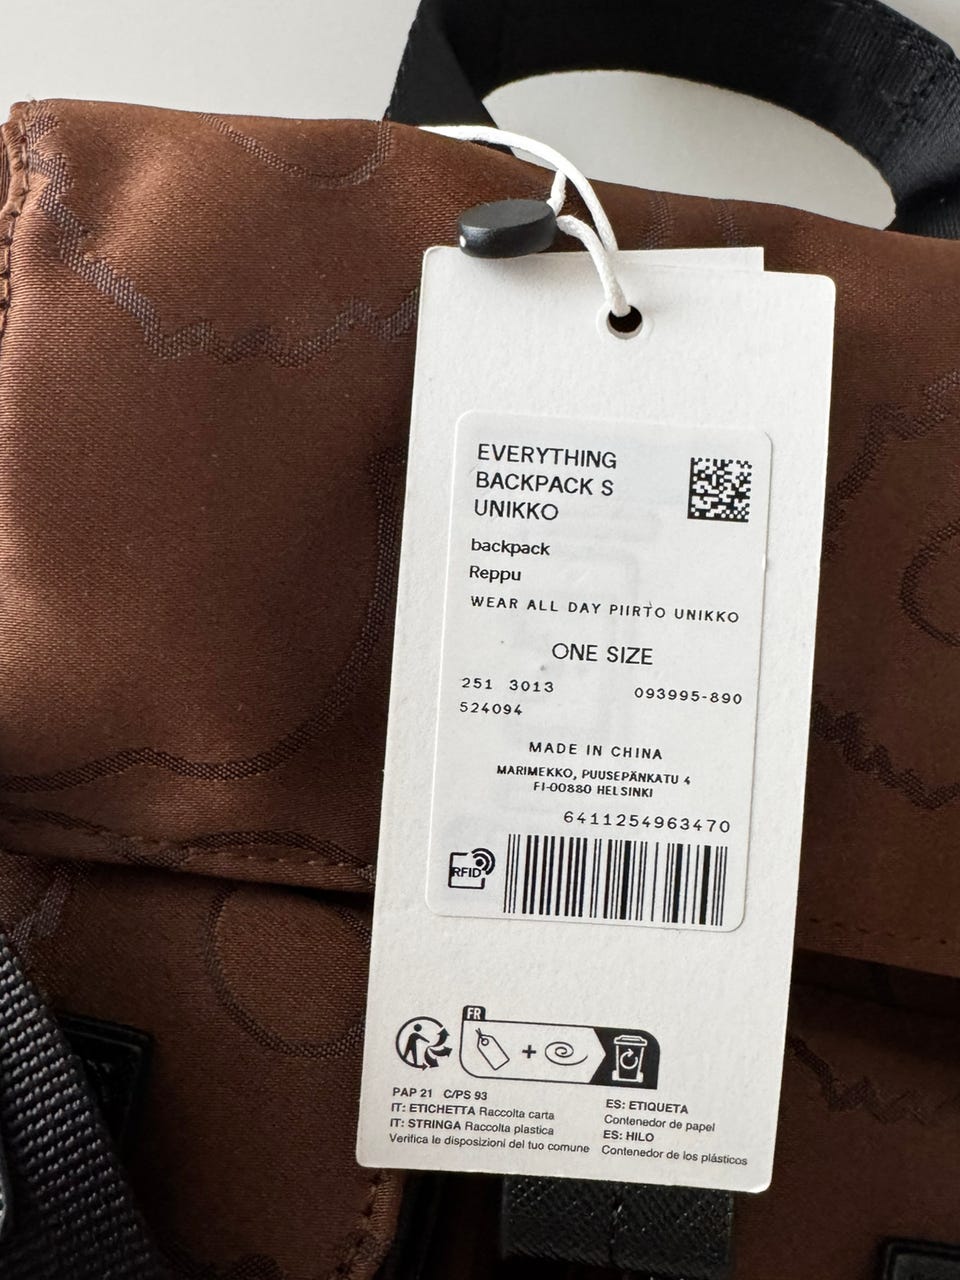 EVERYTHING
BACKPACK S
UNIKKO
backpack
Reppu
WEAR ALL DAY PIIRTO UNIKKO
ONE SIZE
251 3013 093995-890
524094
MADE IN CHINA
MARIMEKKO, PUUSEPÄNKATU 4
FI-00880 HELSINKI
6411254963470
RFID
FR
PAP 21 C/PS 93
IT: ETICHETTA Raccolta carta
IT: STRINGA Raccolta plastica
Verifica le disposizioni del tuo comune
ES: ETIQUETA
Contenedor de papel
ES: HILO
Contenedor de los plásticos